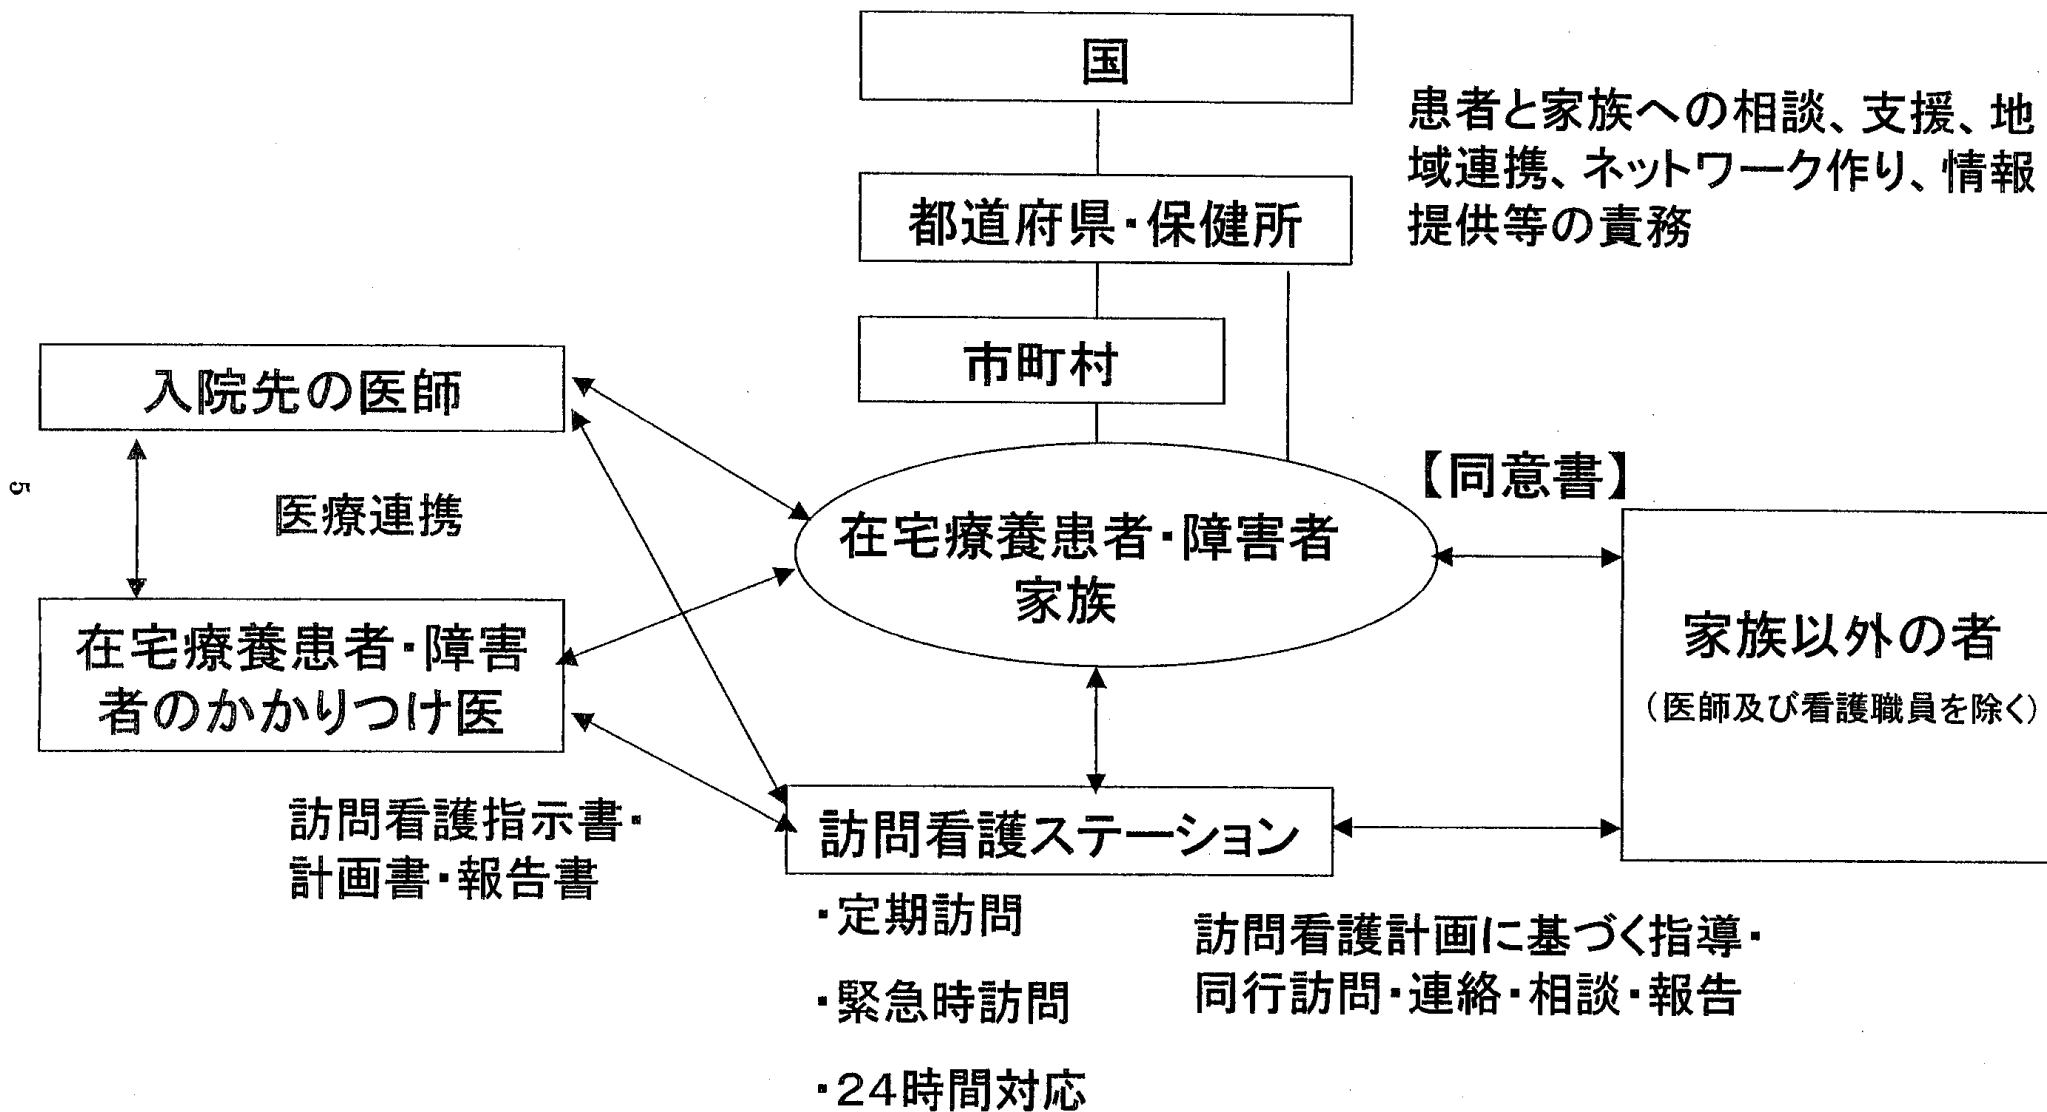 国
患者と家族への相談、支援、地
域連携、ネットワーク作り、情報
提供等の責務
都道府県・保健所
市町村
入院先の医師
医療連携
【同意書】
在宅療養患者・障害者
家族
在宅療養患者・障害
者のかかりつけ医
家族以外の者
(医師及び看護職員を除く)
訪問看護指示書・
計画書・報告書
訪問看護ステーション
・定期訪問
・緊急時訪問
・24時間対応
訪問看護計画に基づく指導・
同行訪問・連絡・相談・報告
5